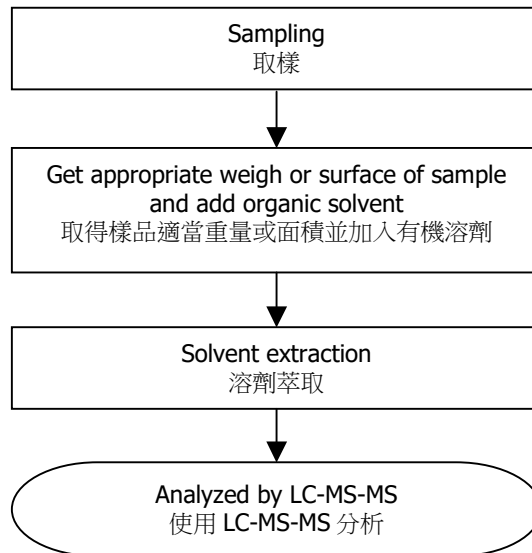 Sampling
取樣
Get appropriate weigh or surface of sample
and add organic solvent
取得樣品適當重量或面積並加入有機溶劑
Solvent extraction
溶劑萃取
Analyzed by LC-MS-MS
使用 LC-MS-MS 分析